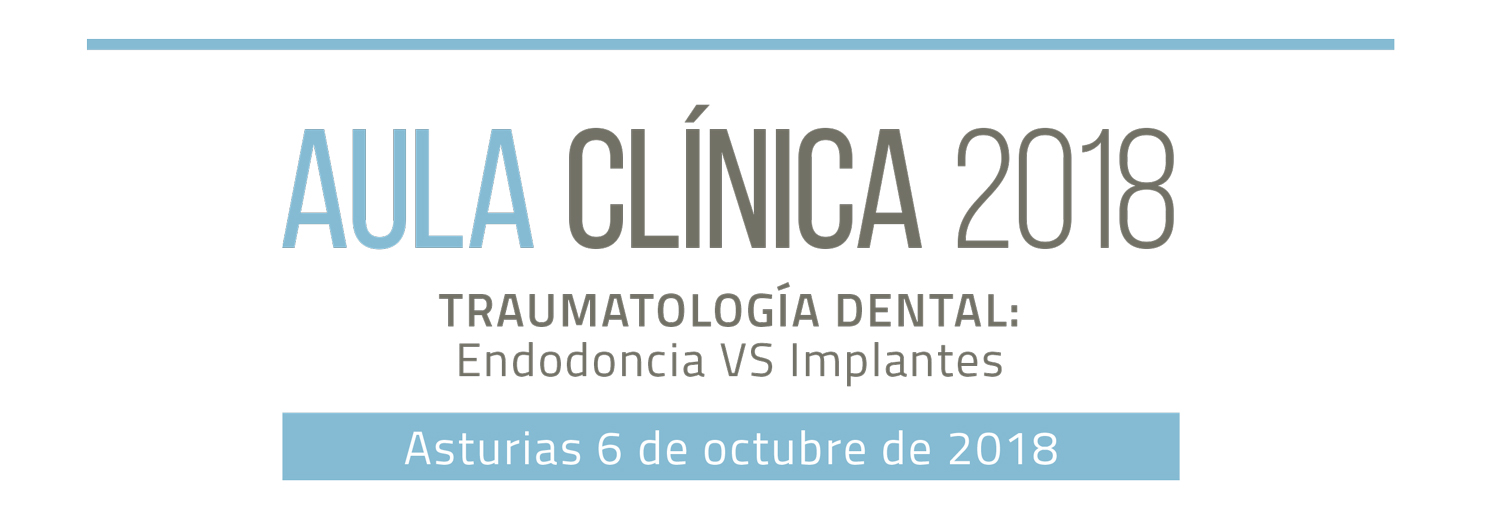 AULA CLÍNICA 2018
TRAUMATOLOGÍA DENTAL:
Endodoncia VS Implantes
Asturias 6 de octubre de 2018